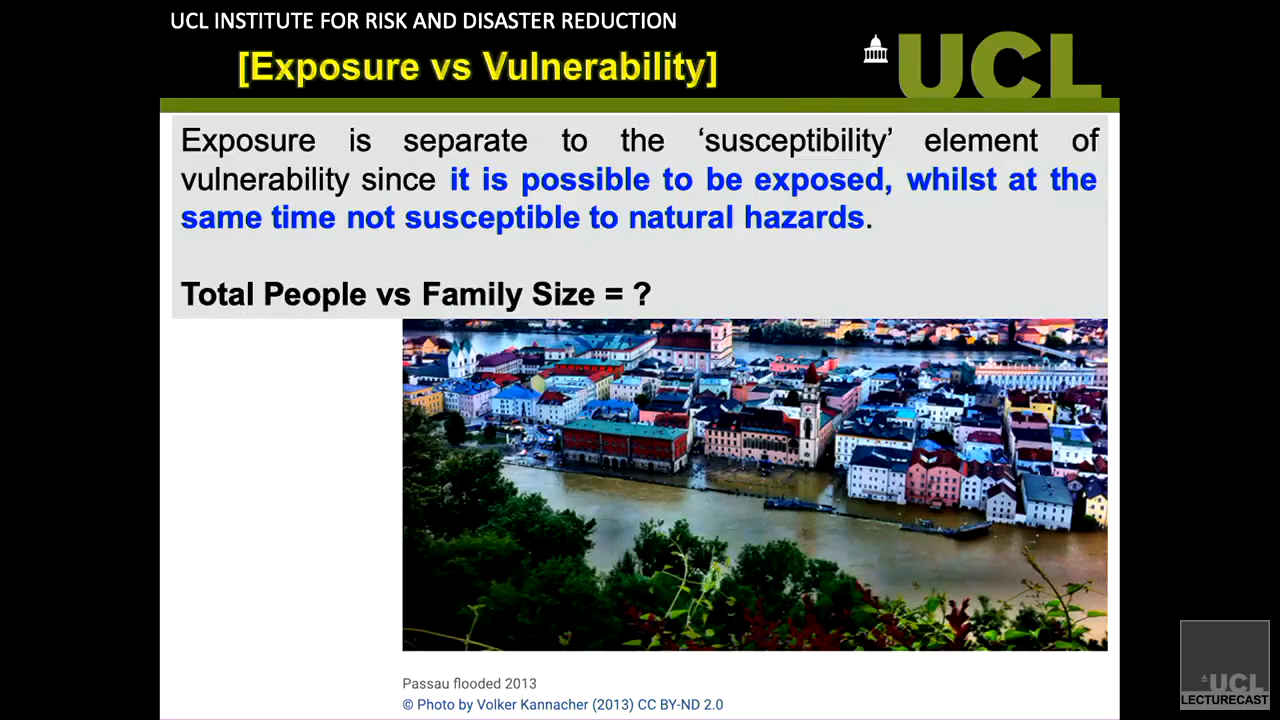 UCL INSTITUTE FOR RISK AND DISASTER REDUCTION
[Exposure vs Vulnerability]
UCL
Exposure is separate to the ‘susceptibility’ element of
vulnerability since it is possible to be exposed, whilst at the
same time not susceptible to natural hazards.
Total People vs Family Size = ?
Passau flooded 2013
© Photo by Volker Kannacher (2013) CC BY-ND 2.0
UCL
LECTURECAST